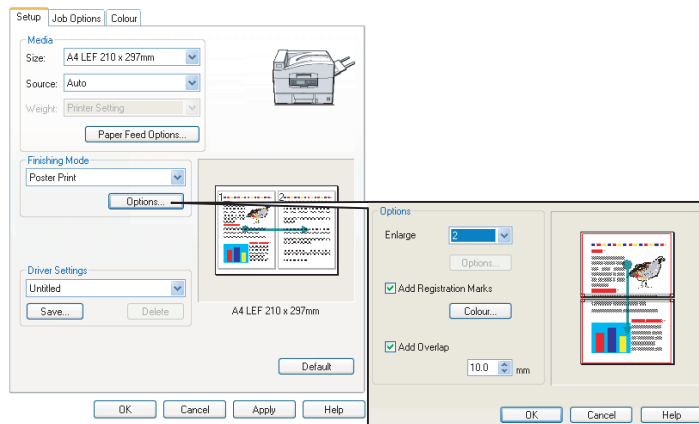 Setup Job Options Colour
Media
Size: A4 LEF 210 x 297mm
Source: Auto
Weight: Printer Setting
Paper Feed Options...
Finishing Mode
Poster Print
Options...
1 2
Driver Settings
Untitled
Save... Delete
A4 LEF 210 x 297mm
Default
OK Cancel Apply Help
Options
Enlarge 2
Options...
Add Registration Marks
Colour...
Add Overlap
10.0 mm
OK Cancel Help